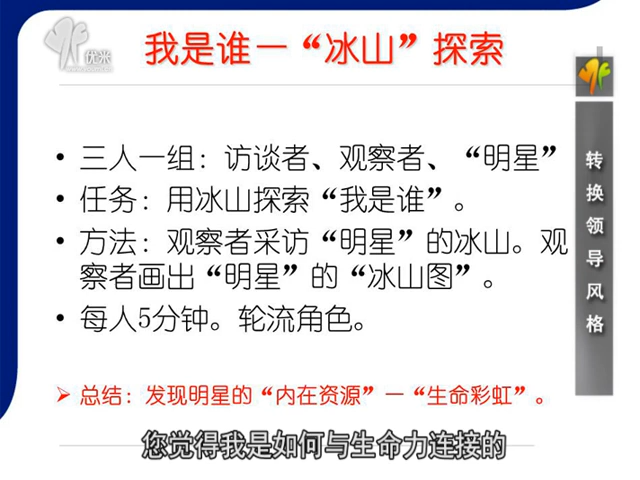 优米
我是谁—“冰山”探索
• 三人一组：访谈者、观察者、“明星”
• 任务：用冰山探索“我是谁”。
• 方法：观察者采访“明星”的冰山。观
察者画出“明星”的“冰山图”。
• 每人5分钟。轮流角色。
➢ 总结：发现明星的“内在资源”—“生命彩虹”。
转换领导风格
您觉得我是如何与生命力连接的